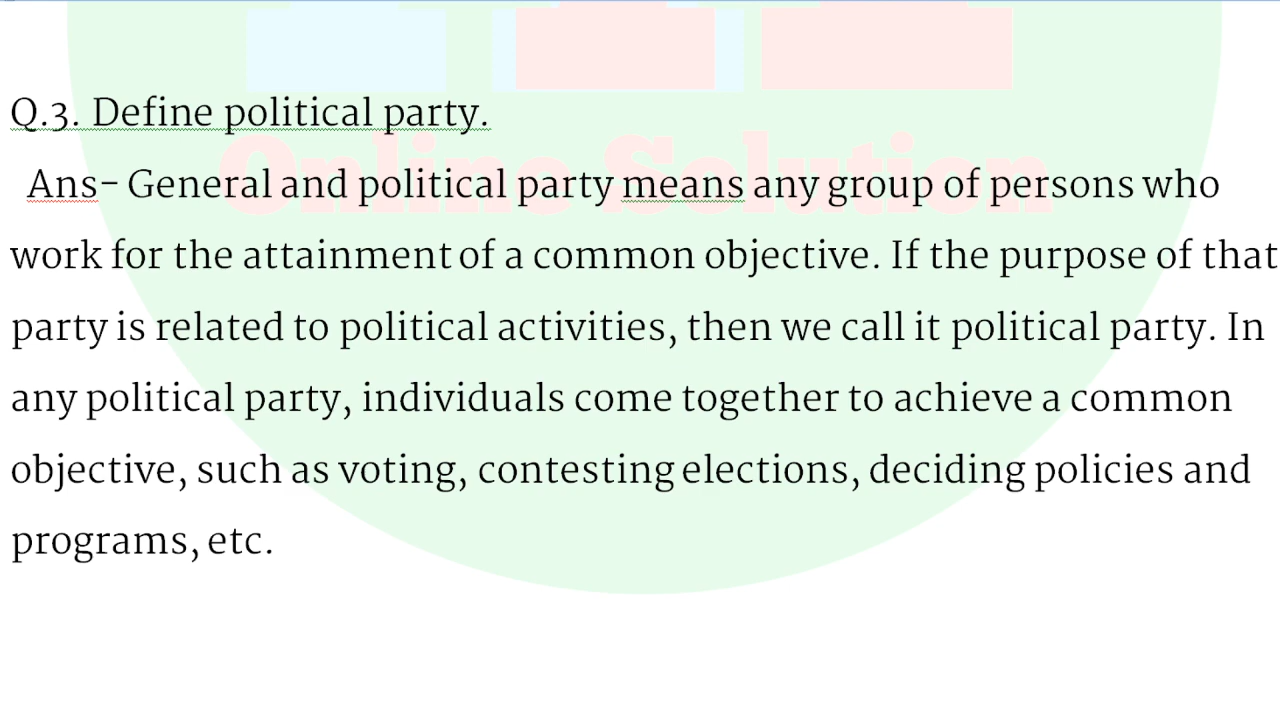 Online Solution
Q.3. Define political party.
Ans- General and political party means any group of persons who
work for the attainment of a common objective. If the purpose of that
party is related to political activities, then we call it political party. In
any political party, individuals come together to achieve a common
objective, such as voting, contesting elections, deciding policies and
programs, etc.